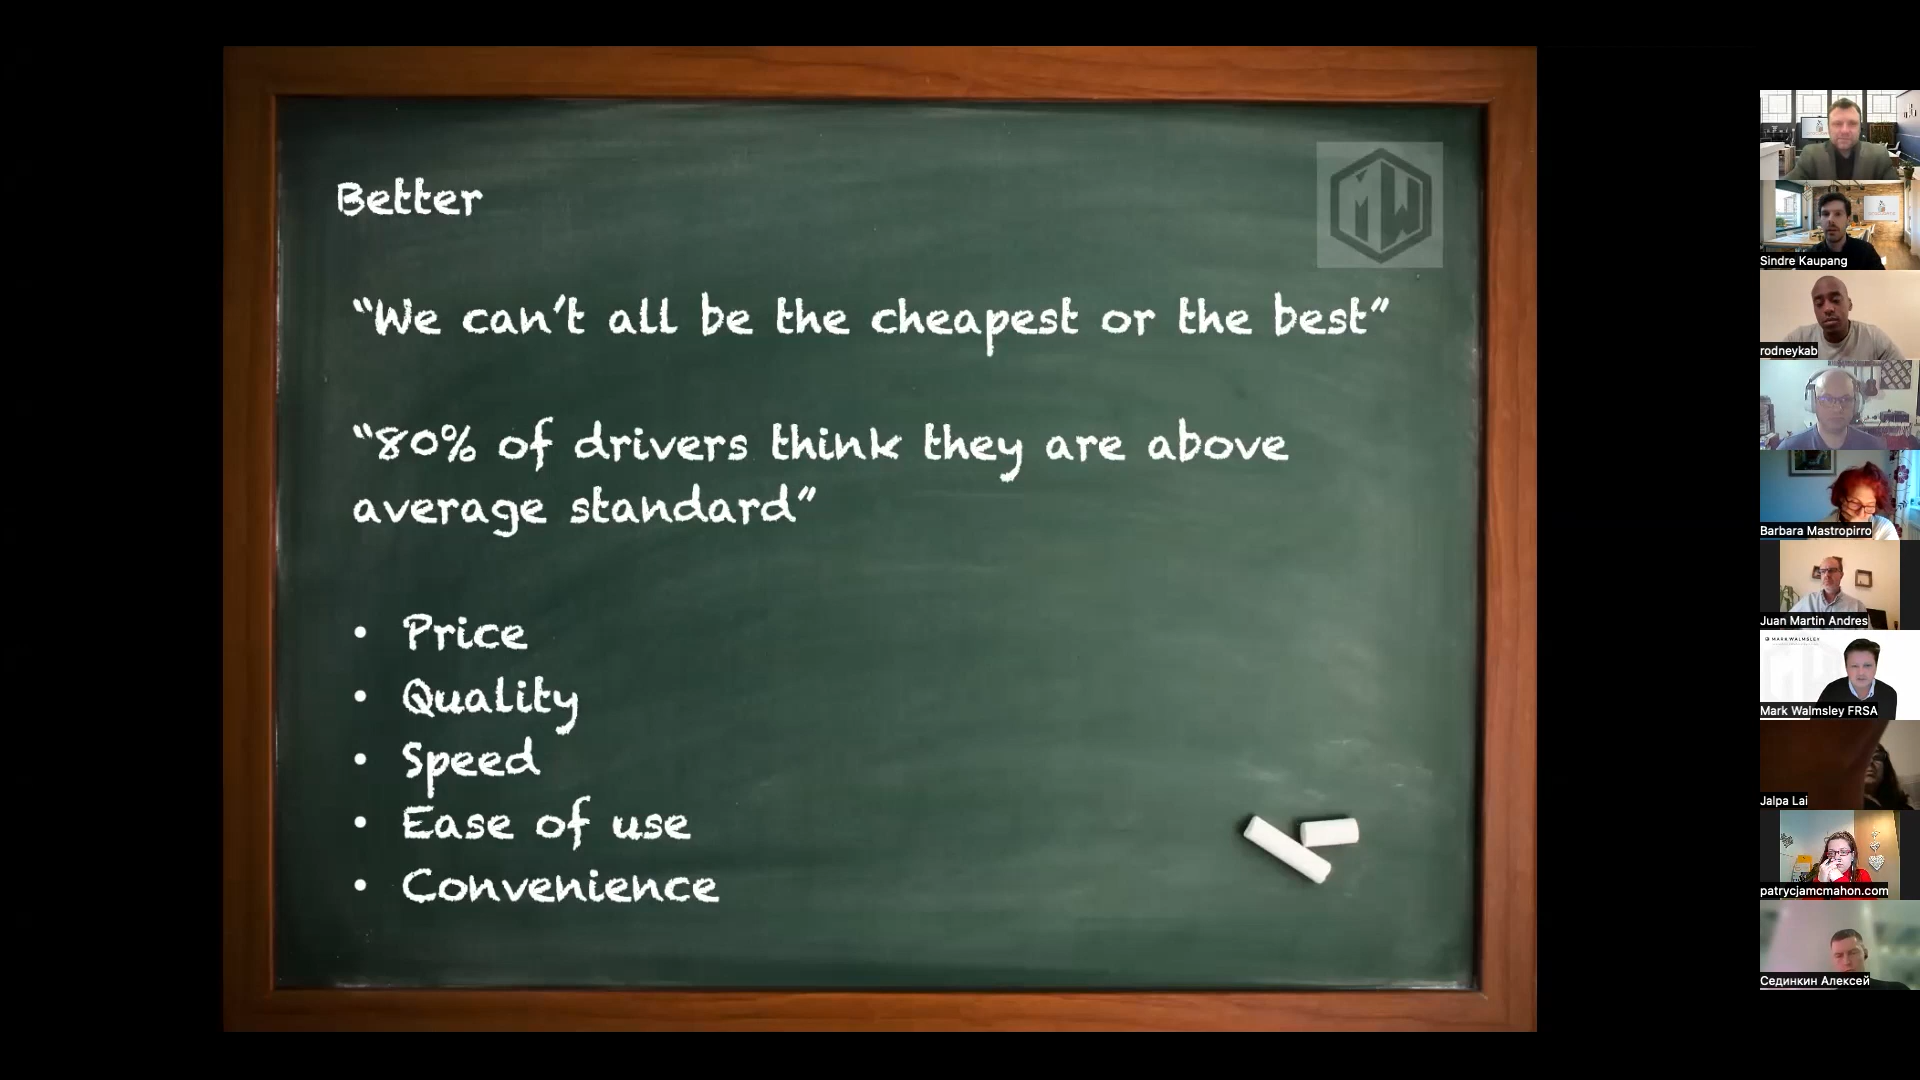 Better
“We can’t all be the cheapest or the best”
“80% of drivers think they are above
average standard”
• Price
• Quality
• Speed
• Ease of use
• Convenience
MW
Sindre Kaupang
rodneykab
Barbara Mastropirro
Juan Martin Andres
MARK WALMSLEY
Mark Walmsley FRSA
Jalpa Lai
patrycjamcmahon.com
Сединкин Алексей